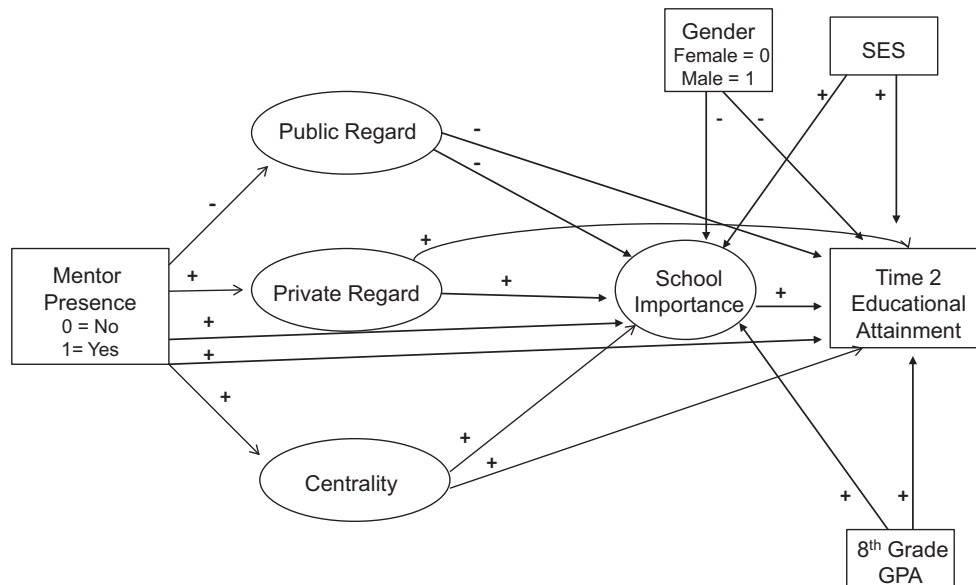 Gender
Female = 0
Male = 1
SES
+
+
-
-
Public Regard
-
-
-
+
Mentor
Presence
0 = No
1= Yes
+
Private Regard
+
School
Importance
+
Time 2
Educational
Attainment
+
+
+
+
+
Centrality
+
+
8th Grade
GPA